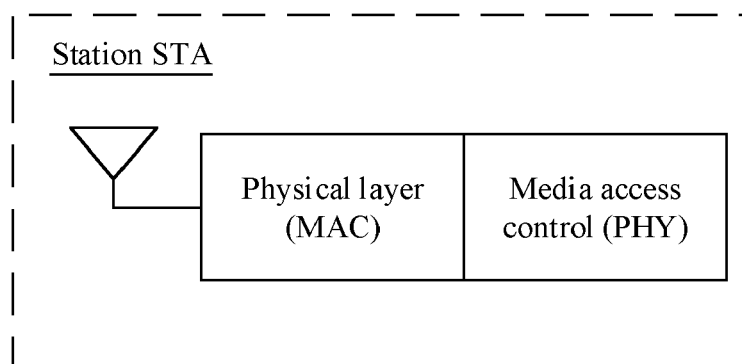 Station STA
Physical layer
(MAC)
Media access
control (PHY)